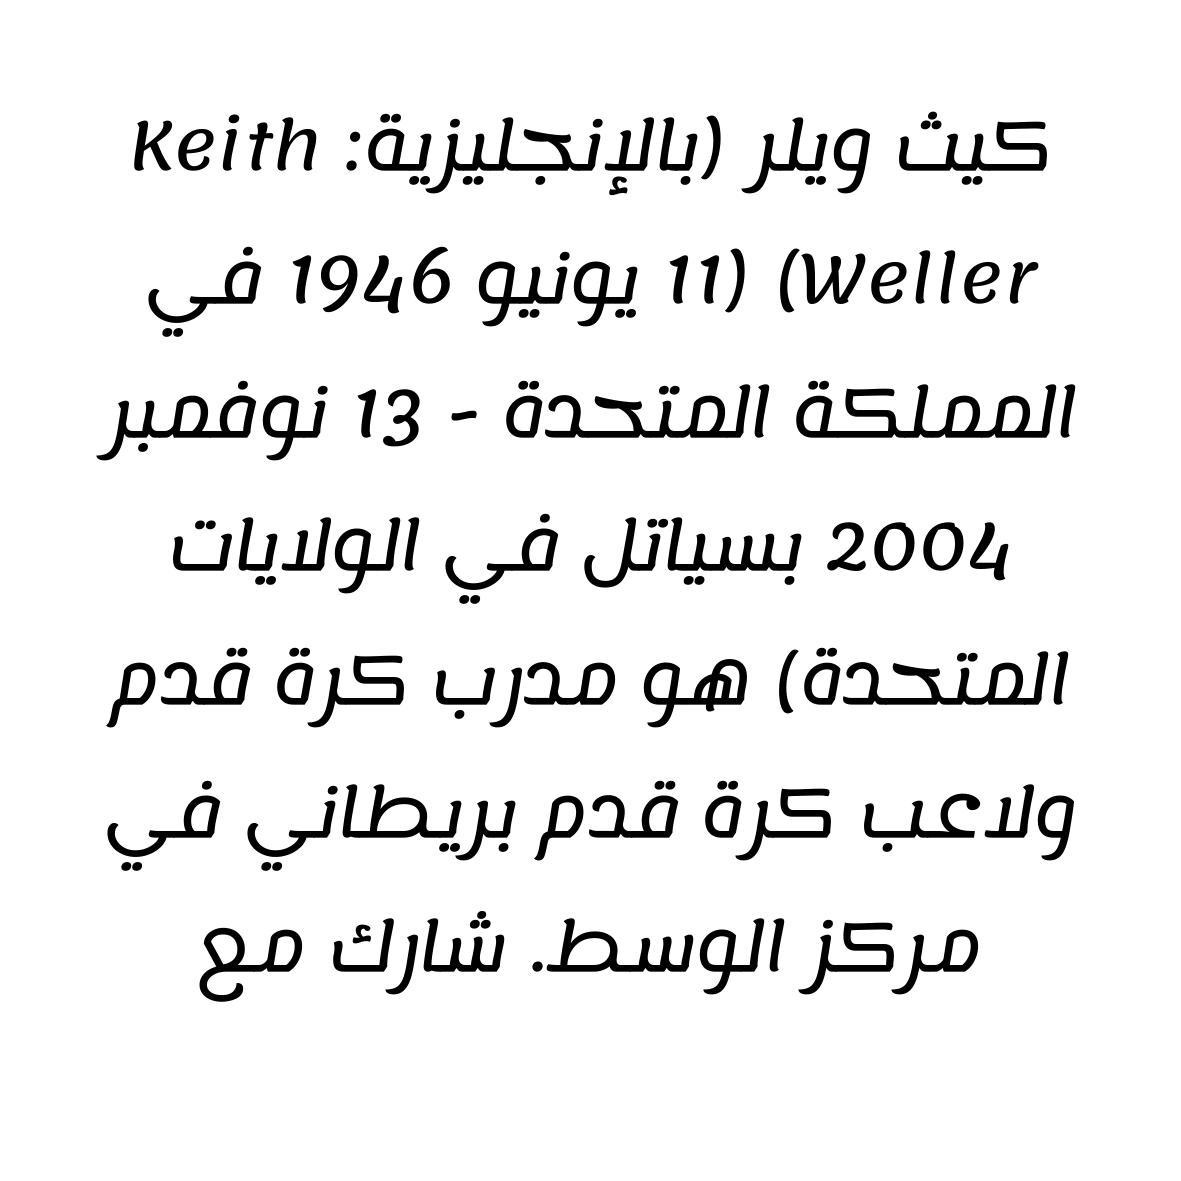 كيث ويلر (بالإنجليزية: Keith
Weller) (11 يونيو 1946 في
المملكة المتحدة - 13 نوفمبر
2004 بسياتل في الولايات
المتحدة) هو مدرب كرة قدم
ولاعب كرة قدم بريطاني في
مركز الوسط. شارك مع